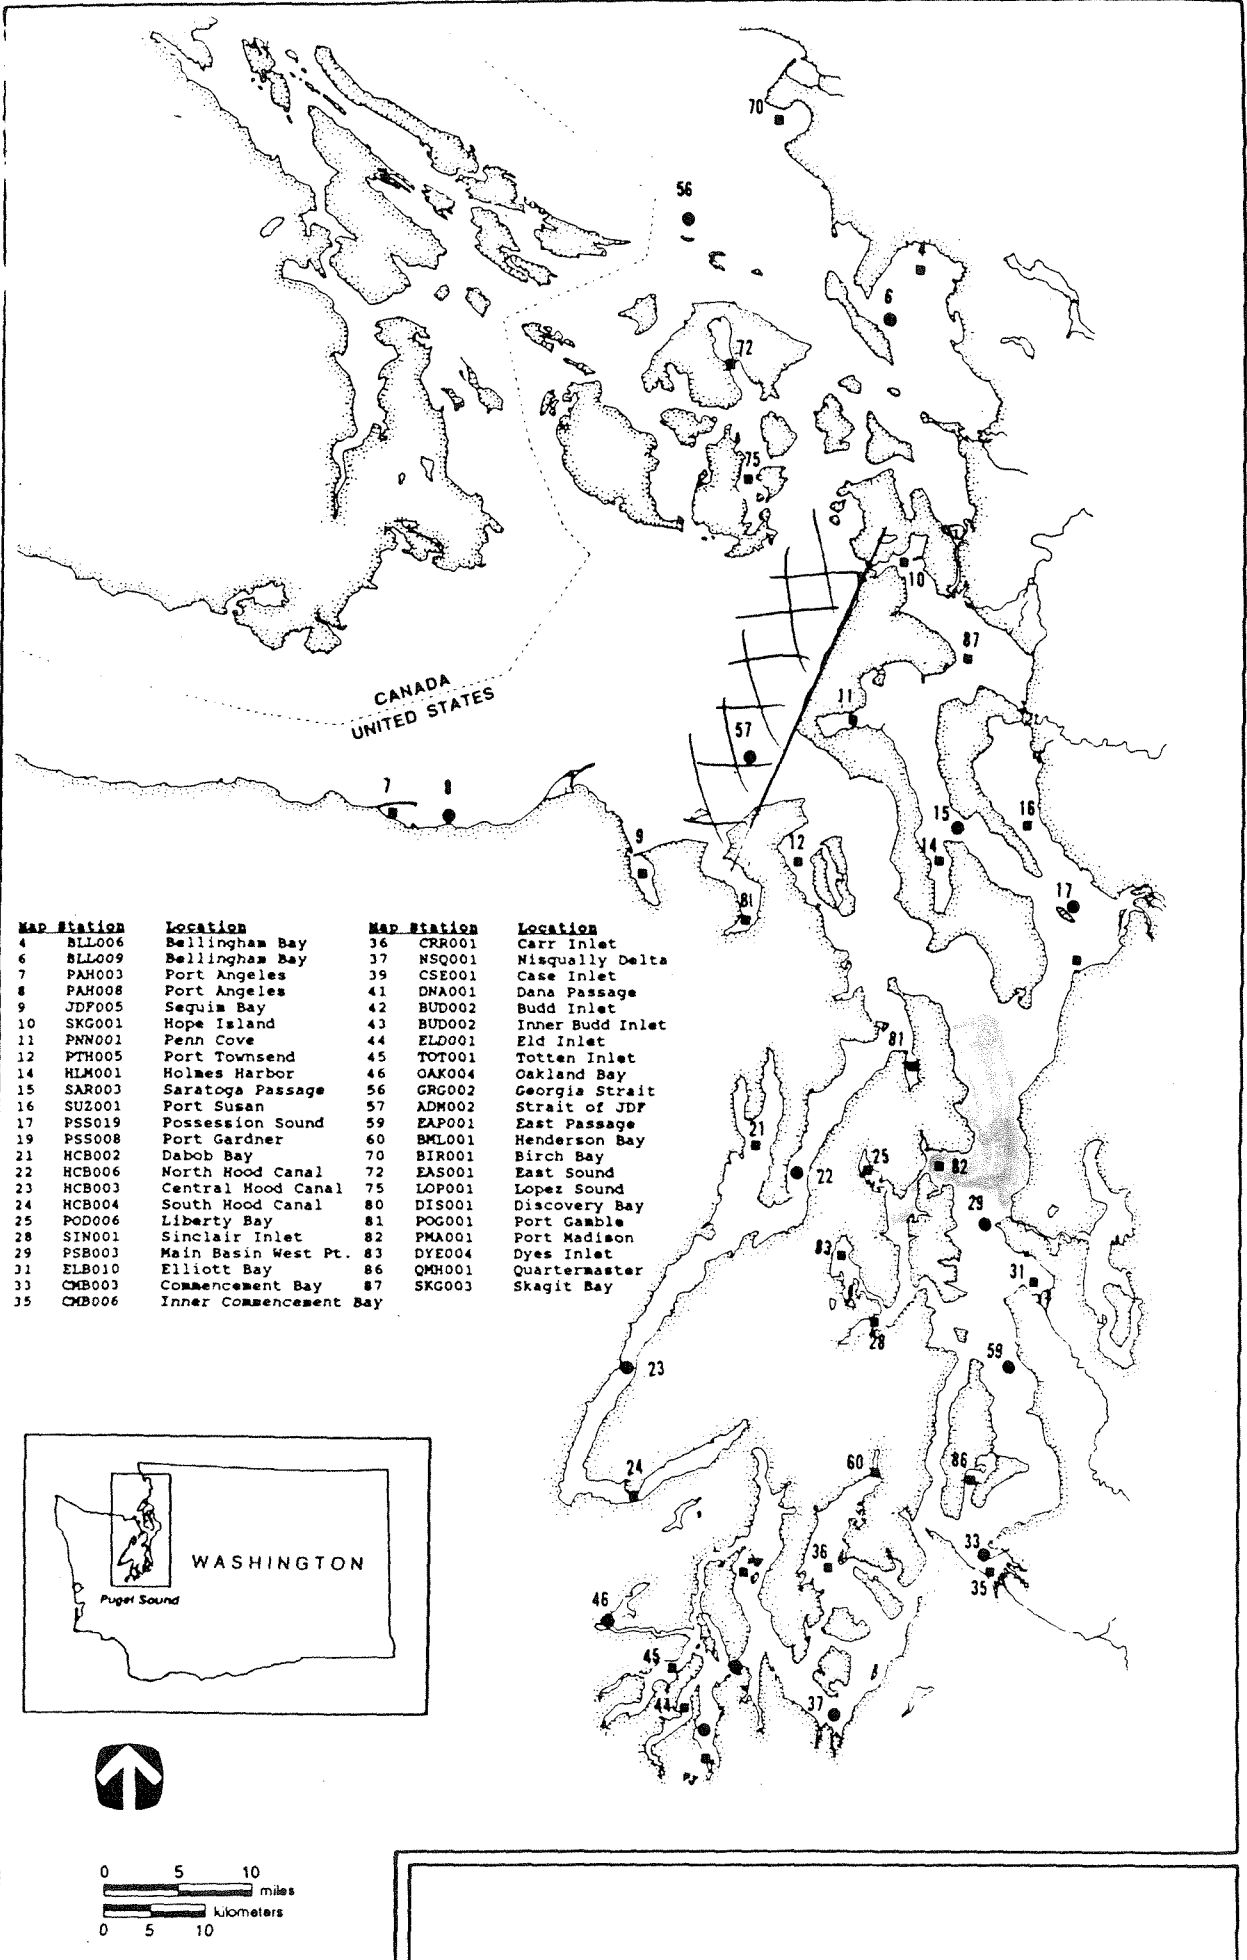 70
56
4
6
72
75
10
87
CANADA
UNITED STATES
11
57
7
8
9
12
15
16
14
17
81
Map Station Location Map Station Location
4 BLL006 Bellingham Bay 36 CRR001 Carr Inlet
6 BLL009 Bellingham Bay 37 NSQ001 Nisqually Delta
7 PAH003 Port Angeles 39 CSE001 Case Inlet
8 PAH008 Port Angeles 41 DNA001 Dana Passage
9 JDF005 Sequim Bay 42 BUD002 Budd Inlet
10 SKG001 Hope Island 43 BUD002 Inner Budd Inlet
11 PNN001 Penn Cove 44 ELD001 Eld Inlet
12 PTH005 Port Townsend 45 TOT001 Totten Inlet
14 HLM001 Holmes Harbor 46 OAK004 Oakland Bay
15 SAR003 Saratoga Passage 56 GRG002 Georgia Strait
16 SUZ001 Port Susan 57 ADM002 Strait of JDF
17 PSS019 Possession Sound 59 EAP001 East Passage
19 PSS008 Port Gardner 60 BML001 Henderson Bay
21 HCB002 Dabob Bay 70 BIR001 Birch Bay
22 HCB006 North Hood Canal 72 EAS001 East Sound
23 HCB003 Central Hood Canal 75 LOP001 Lopez Sound
24 HCB004 South Hood Canal 80 DIS001 Discovery Bay
25 POD006 Liberty Bay 81 POG001 Port Gamble
28 SIN001 Sinclair Inlet 82 PMA001 Port Madison
29 PSB003 Main Basin West Pt. 83 DYE004 Dyes Inlet
31 ELB010 Elliott Bay 86 QMH001 Quartermaster
33 CMB003 Commencement Bay 87 SKG003 Skagit Bay
35 CMB006 Inner Commencement Bay
81
21
22
25
82
29
83
31
28
59
23
24
60
86
36
33
35
46
45
44
37
WASHINGTON
Puget Sound
0 5 10
miles
kilometers
0 5 10